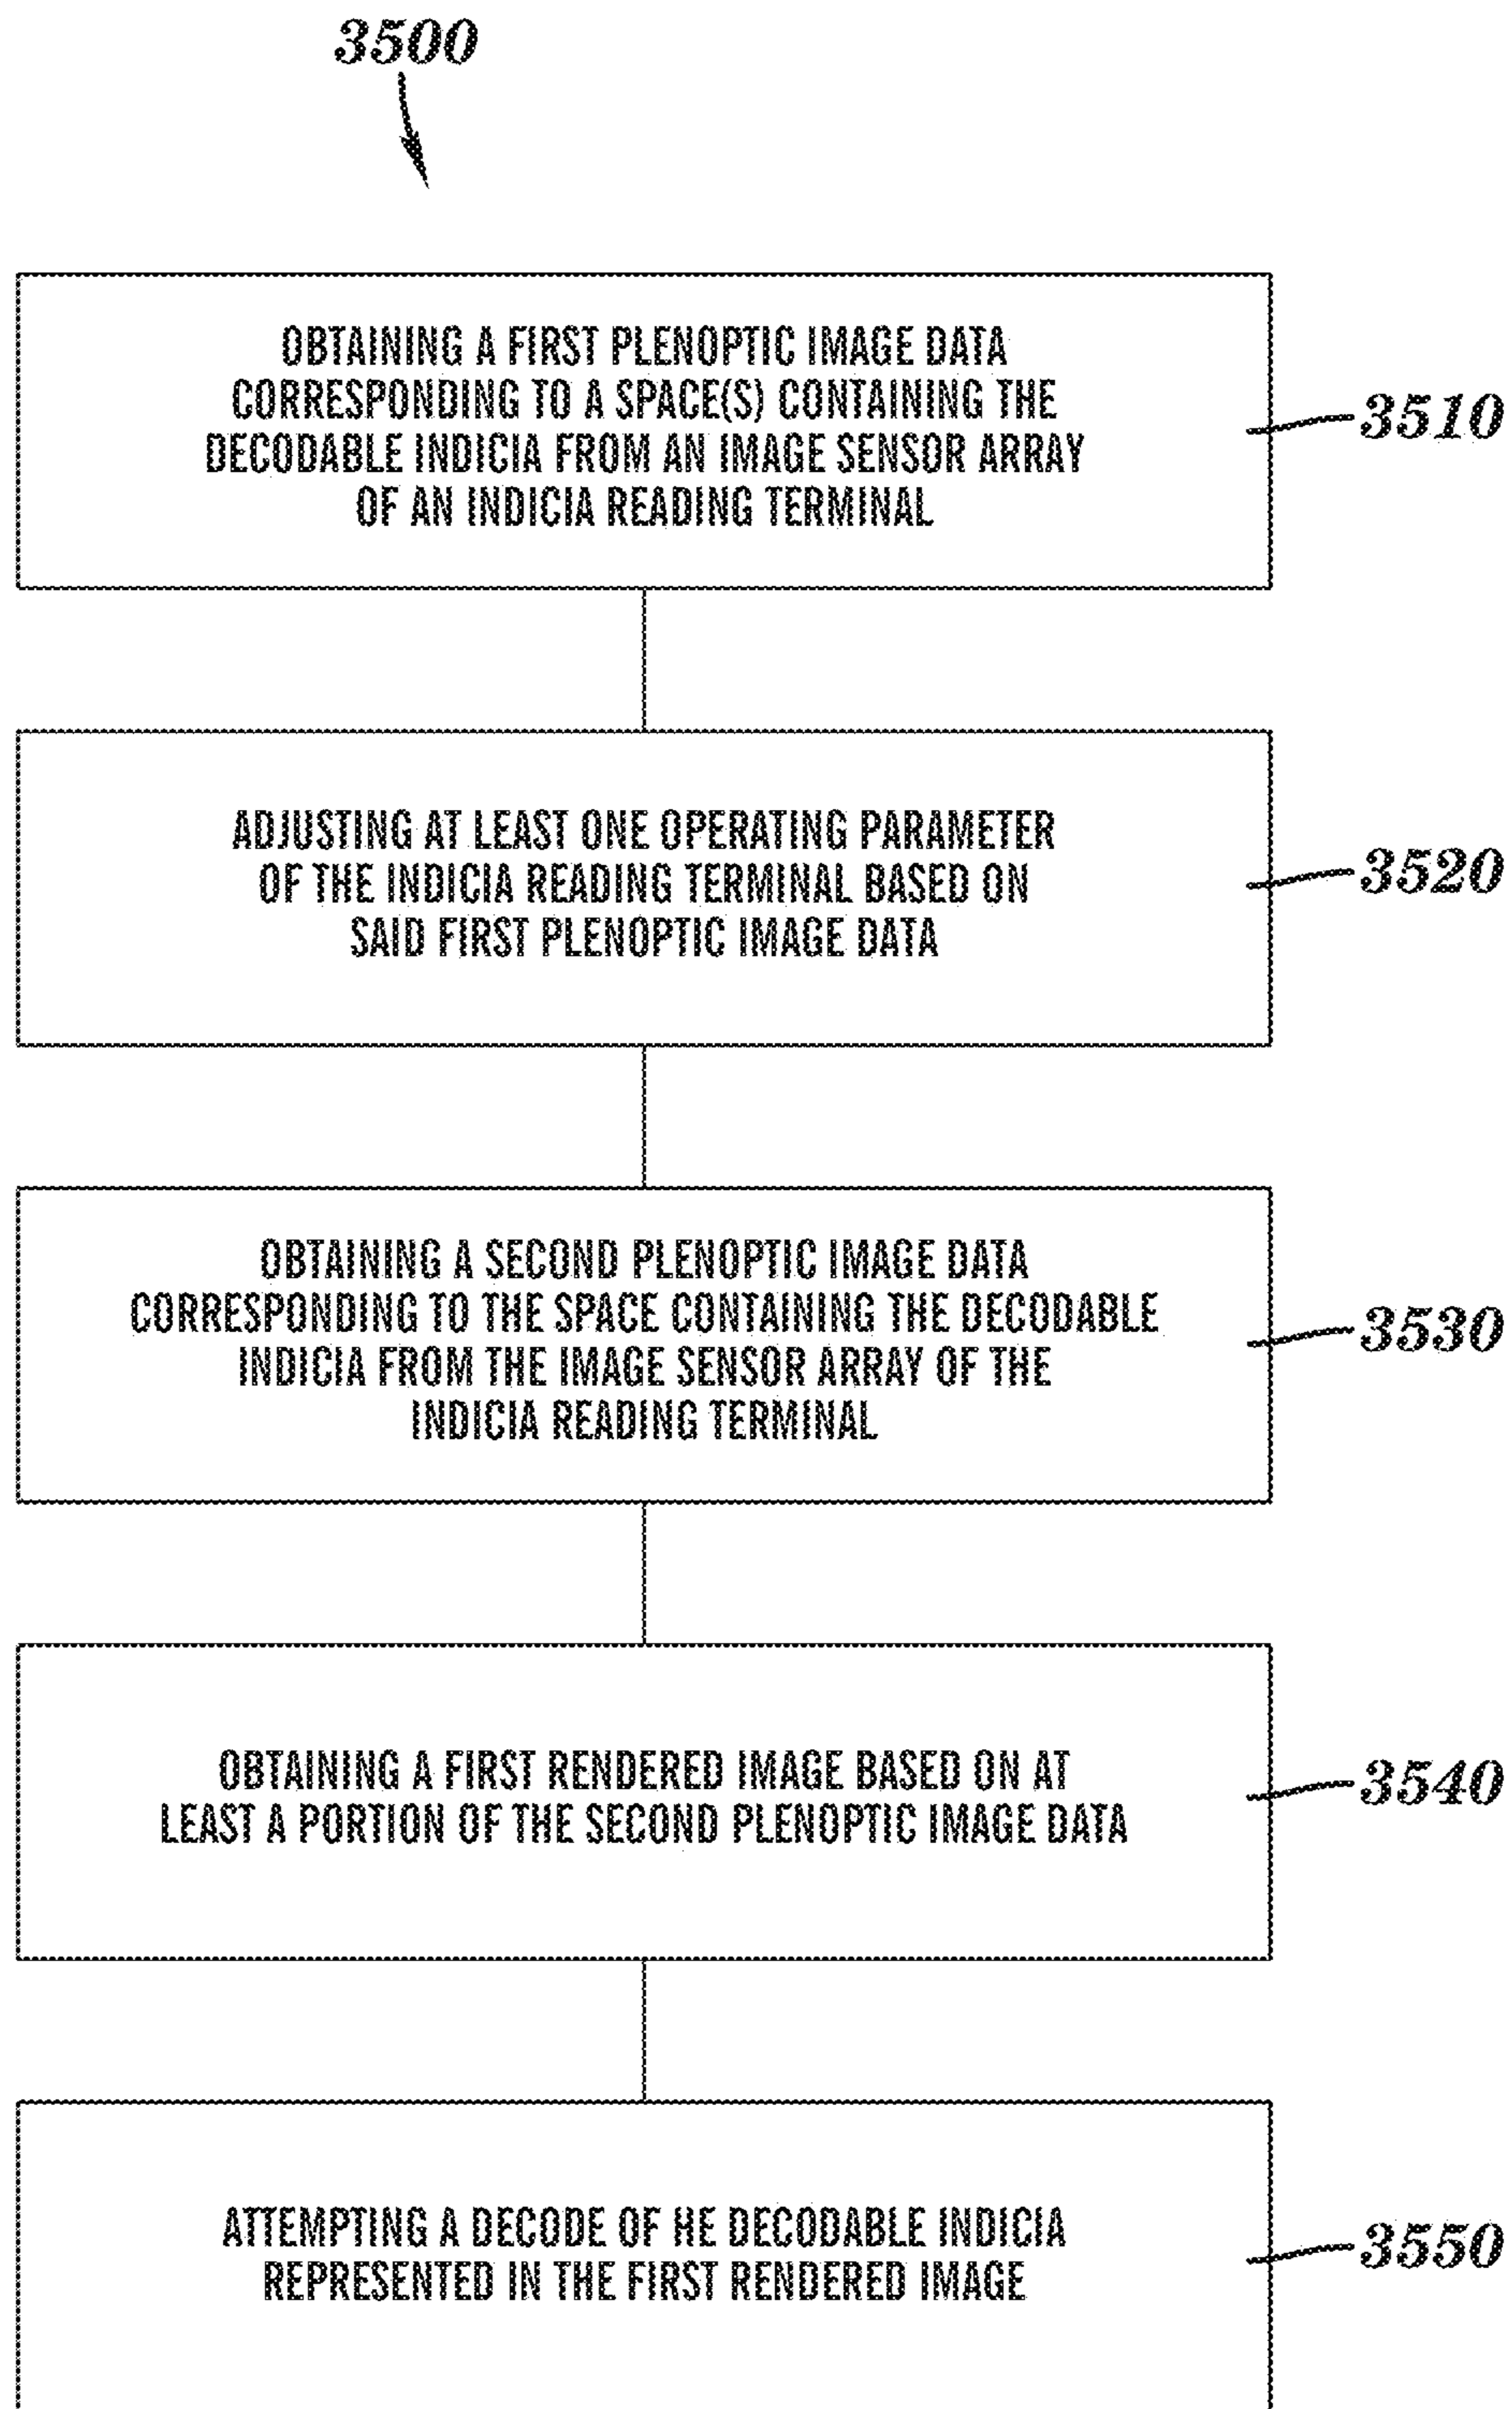 3500
OBTAINING A FIRST PLENOPTIC IMAGE DATA
CORRESPONDING TO A SPACE(S) CONTAINING THE
DECODABLE INDICIA FROM AN IMAGE SENSOR ARRAY
OF AN INDICIA READING TERMINAL
3510
ADJUSTING AT LEAST ONE OPERATING PARAMETER
OF THE INDICIA READING TERMINAL BASED ON
SAID FIRST PLENOPTIC IMAGE DATA
3520
OBTAINING A SECOND PLENOPTIC IMAGE DATA
CORRESPONDING TO THE SPACE CONTAINING THE DECODABLE
INDICIA FROM THE IMAGE SENSOR ARRAY OF THE
INDICIA READING TERMINAL
3530
OBTAINING A FIRST RENDERED IMAGE BASED ON AT
LEAST A PORTION OF THE SECOND PLENOPTIC IMAGE DATA
3540
ATTEMPTING A DECODE OF HE DECODABLE INDICIA
REPRESENTED IN THE FIRST RENDERED IMAGE
3550